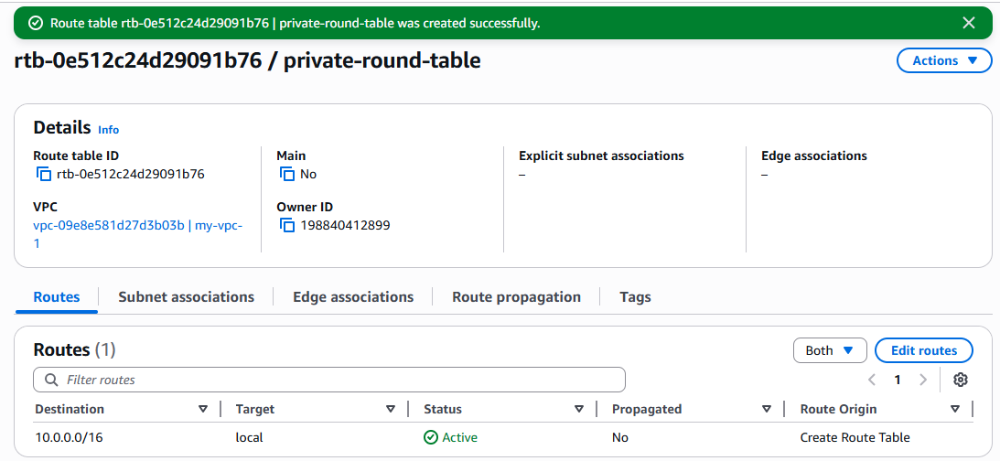 Route table rtb-0e512c24d29091b76 | private-round-table was created successfully.
rtb-0e512c24d29091b76 / private-round-table
Actions
Details Info
Route table ID
rtb-0e512c24d29091b76
Main
No
Explicit subnet associations
–
Edge associations
–
VPC
vpc-09e8e581d27d3b03b | my-vpc-
1
Owner ID
198840412899
Routes
Subnet associations
Edge associations
Route propagation
Tags
Routes (1)
Both
Edit routes
Filter routes
1
Destination Target Status Propagated Route Origin
10.0.0.0/16 local Active No Create Route Table